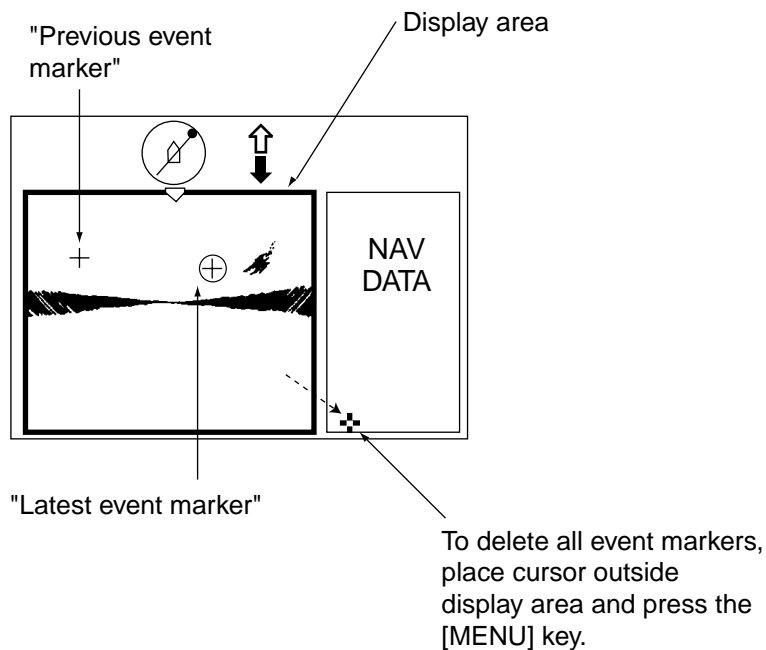 "Previous event
marker"
Display area
NAV
DATA
"Latest event marker"
To delete all event markers,
place cursor outside
display area and press the
[MENU] key.